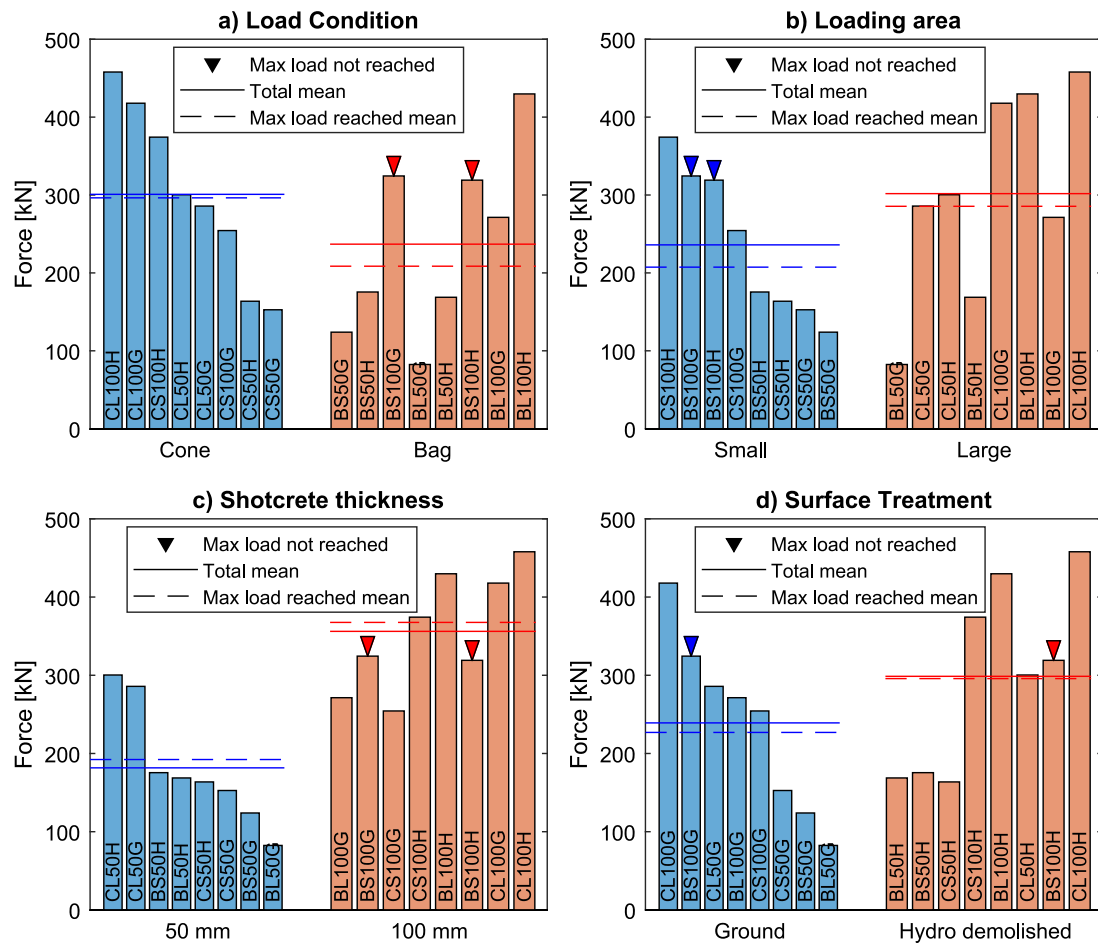 a) Load Condition
500
400
300
200
100
0
Force [kN]
Max load not reached
Total mean
Max load reached mean
CL100H
CL100G
CS100H
CL50H
CL50G
CS100G
CS50H
CS50G
BS50G
BS50H
BS100G
BL50G
BL50H
BS100H
BL100G
BL100H
Cone
Bag
b) Loading area
500
400
300
200
100
0
Force [kN]
Max load not reached
Total mean
Max load reached mean
CS100H
BS100G
BS100H
CS100G
BS50H
CS50H
CS50G
BS50G
BL50G
CL50G
CL50H
BL50H
CL100G
BL100H
BL100G
CL100H
Small
Large
c) Shotcrete thickness
500
400
300
200
100
0
Force [kN]
Max load not reached
Total mean
Max load reached mean
CL50H
CL50G
BS50H
BL50H
CS50H
CS50G
BS50G
BL50G
BL100G
BS100G
CS100G
CS100H
BL100H
BS100H
CL100G
CL100H
50 mm
100 mm
d) Surface Treatment
500
400
300
200
100
0
Force [kN]
Max load not reached
Total mean
Max load reached mean
CL100G
BS100G
CL50G
BL100G
CS100G
CS50G
BS50G
BL50G
BL50H
BS50H
CS50H
CS100H
BL100H
CL50H
BS100H
CL100H
Ground
Hydro demolished